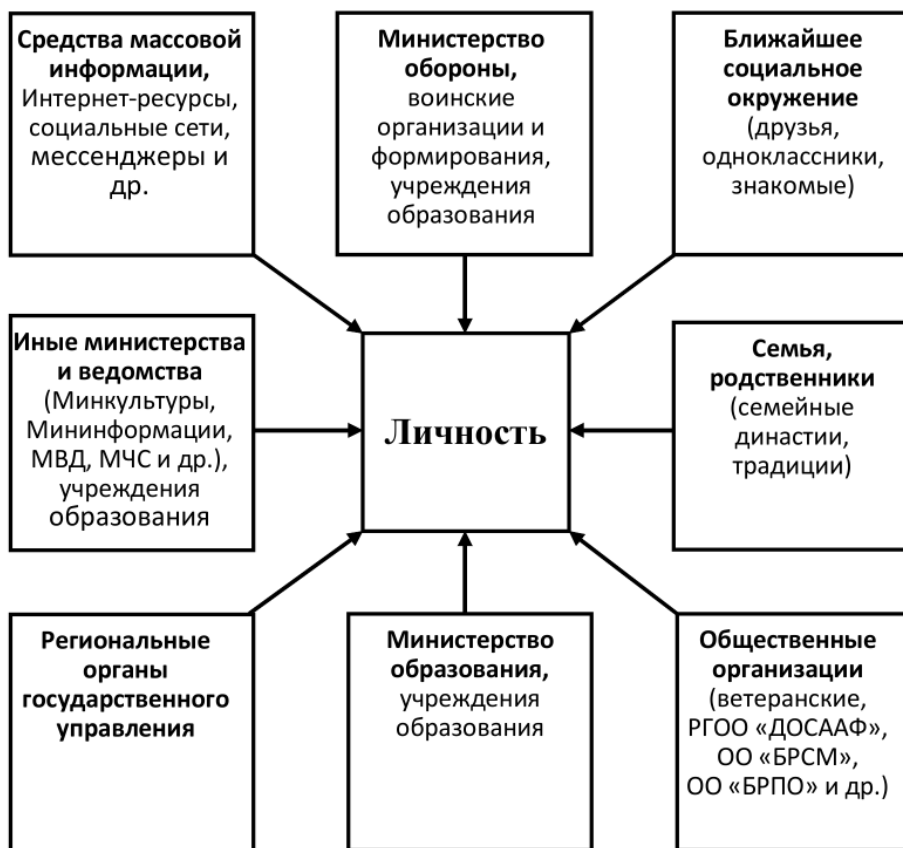 Средства массовой
информации,
Интернет-ресурсы,
социальные сети,
мессенджеры и
др.
Министерство
обороны,
воинские
организации и
формирования,
учреждения
образования
Ближайшее
социальное
окружение
(друзья,
одноклассники,
знакомые)
Иные министерства
и ведомства
(Минкультуры,
Мининформации,
МВД, МЧС и др.),
учреждения
образования
Личность
Семья,
родственники
(семейные
династии,
традиции)
Региональные
органы
государственного
управления
Министерство
образования,
учреждения
образования
Общественные
организации
(ветеранские,
РГОО «ДОСААФ»,
ОО «БРСМ»,
ОО «БРПО» и др.)